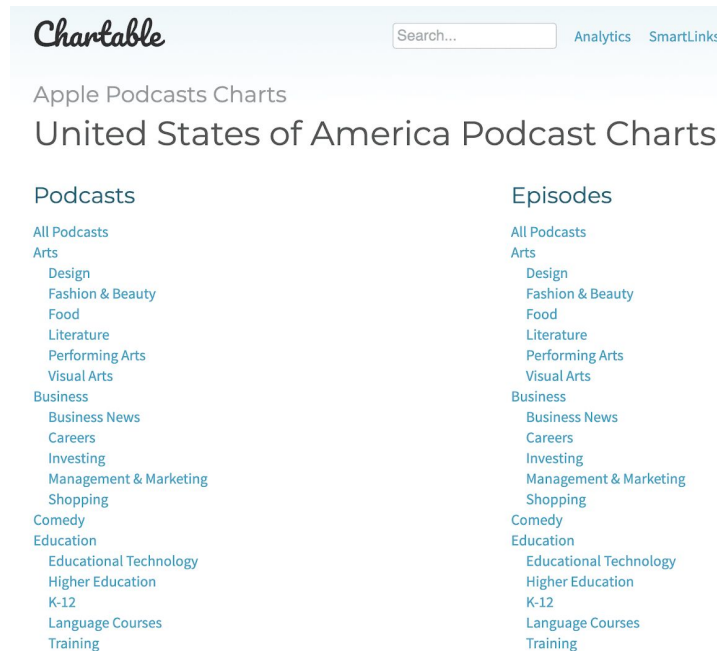 Chartable
Search...
Analytics
SmartLinks
Apple Podcasts Charts
United States of America Podcast Charts
Podcasts
All Podcasts
Arts
Design
Fashion & Beauty
Food
Literature
Performing Arts
Visual Arts
Business
Business News
Careers
Investing
Management & Marketing
Shopping
Comedy
Education
Educational Technology
Higher Education
K-12
Language Courses
Training
Episodes
All Podcasts
Arts
Design
Fashion & Beauty
Food
Literature
Performing Arts
Visual Arts
Business
Business News
Careers
Investing
Management & Marketing
Shopping
Comedy
Education
Educational Technology
Higher Education
K-12
Language Courses
Training